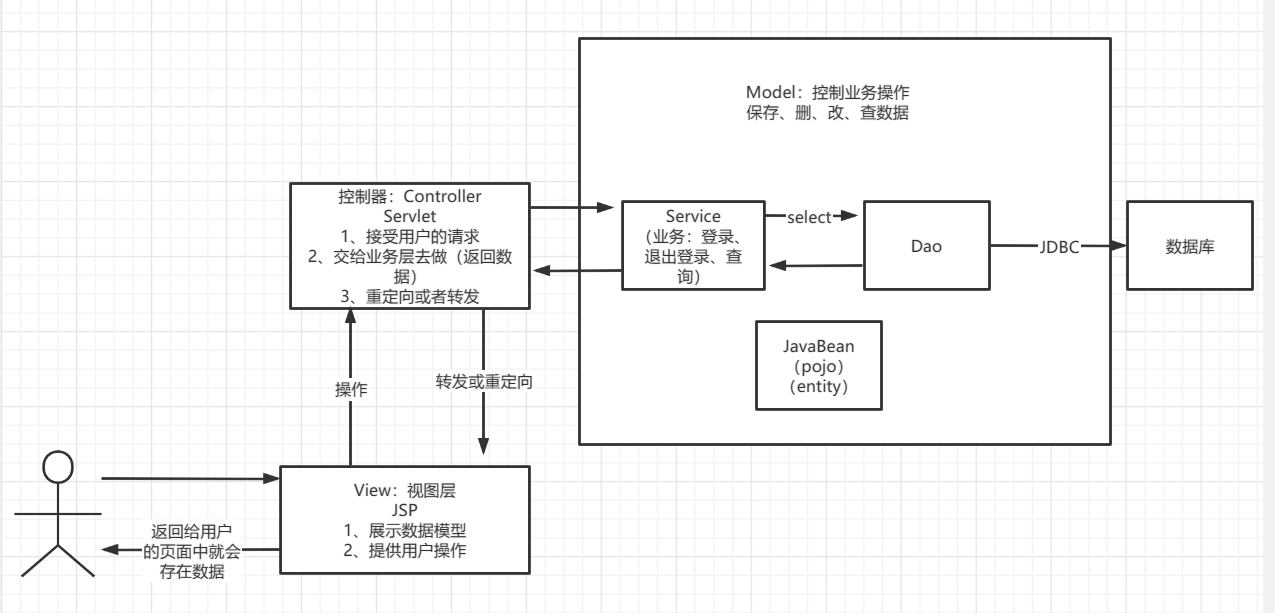 Model：控制业务操作
保存、删、改、查数据
控制器：Controller
Servlet
1、接受用户的请求
2、交给业务层去做（返回数
据）
3、重定向或者转发
Service
（业务：登录、
退出登录、查
询）
select
Dao
JDBC
数据库
JavaBean
（pojo）
（entity）
操作
转发或重定向
View：视图层
JSP
1、展示数据模型
2、提供用户操作
返回给用户
的页面中就会
存在数据